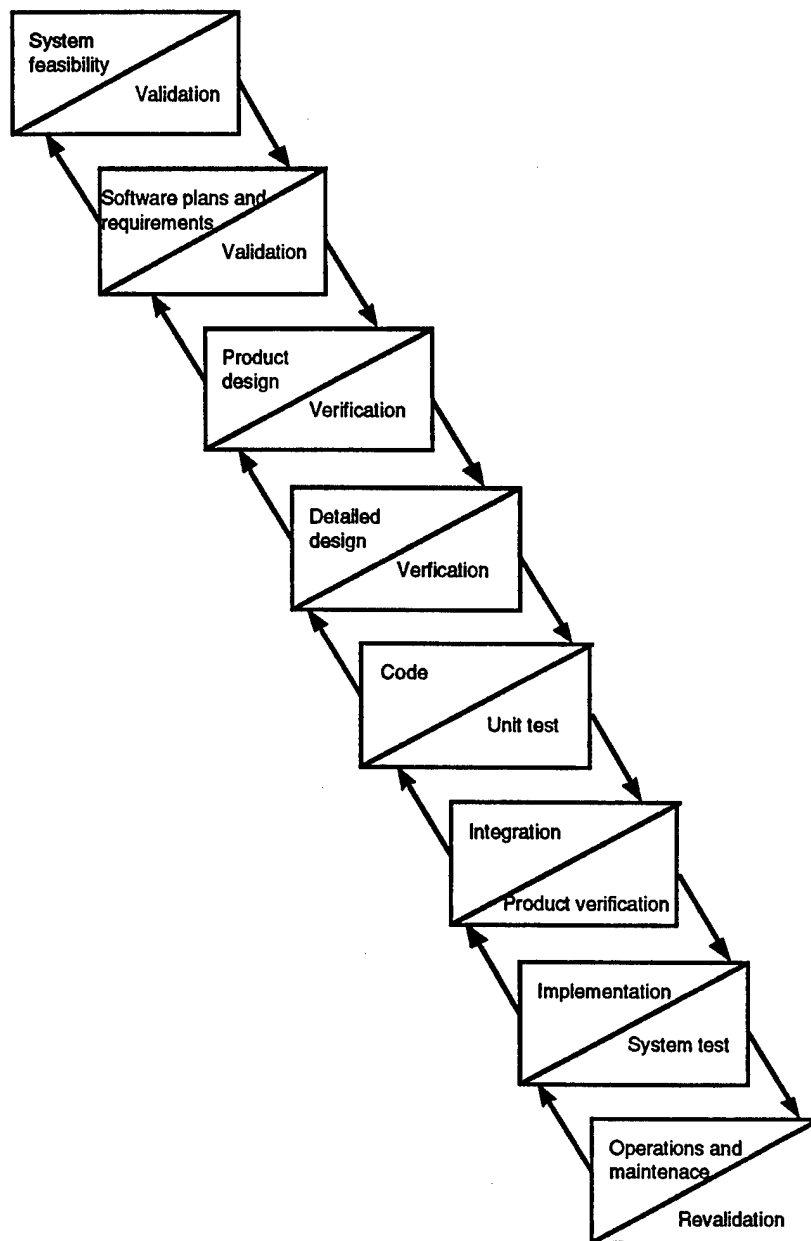 System
feasibility
Validation
Software plans and
requirements
Validation
Product
design
Verification
Detailed
design
Verfication
Code
Unit test
Integration
Product verification
Implementation
System test
Operations and
maintenace
Revalidation